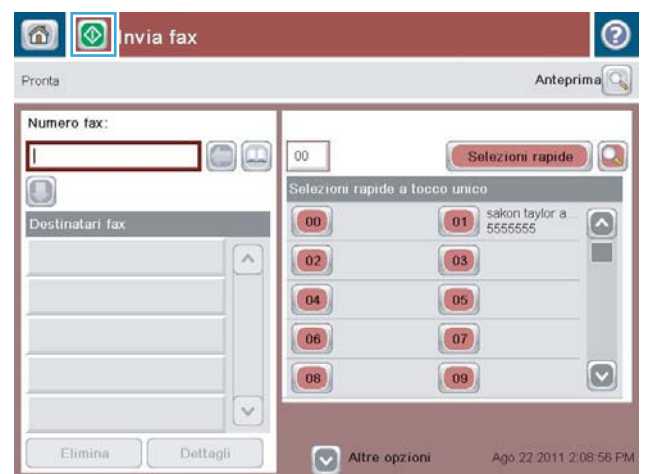 Invia fax
Pronta
Anteprima
Numero fax:
00
Selezioni rapide
Selezioni rapide a tocco unico
Destinatari fax
00
01 sakon taylor a...
5555555
02 03
04 05
06 07
08 09
Elimina Dettagli
Altre opzioni
Ago 22 2011 2:08:56 PM